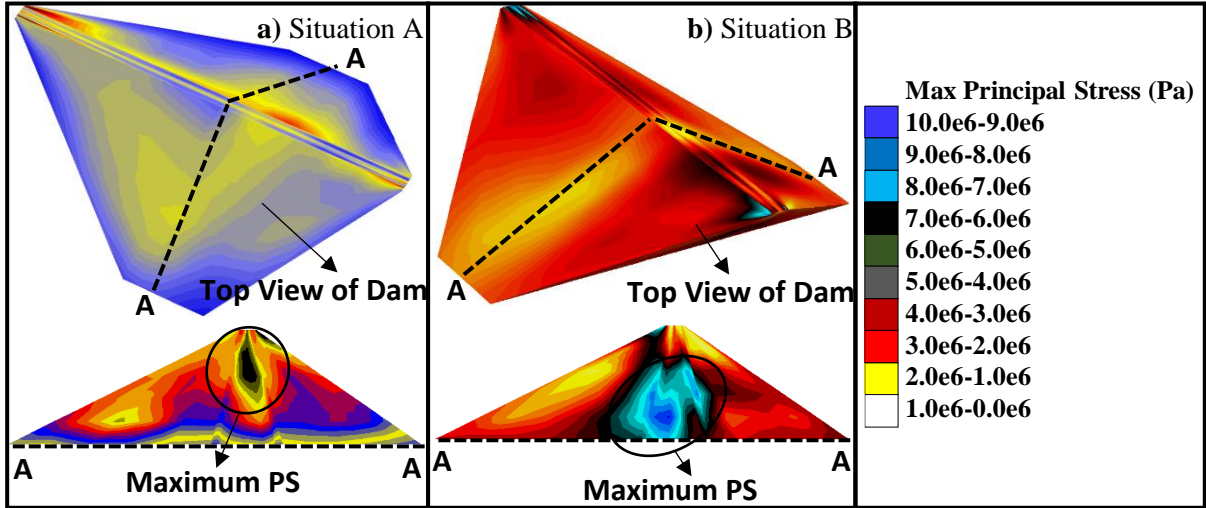 a) Situation A
A
A
Top View of Dam
A
A
Maximum PS
b) Situation B
A
A
Top View of Dam
A
A
Maximum PS
Max Principal Stress (Pa)
10.0e6-9.0e6
9.0e6-8.0e6
8.0e6-7.0e6
7.0e6-6.0e6
6.0e6-5.0e6
5.0e6-4.0e6
4.0e6-3.0e6
3.0e6-2.0e6
2.0e6-1.0e6
1.0e6-0.0e6